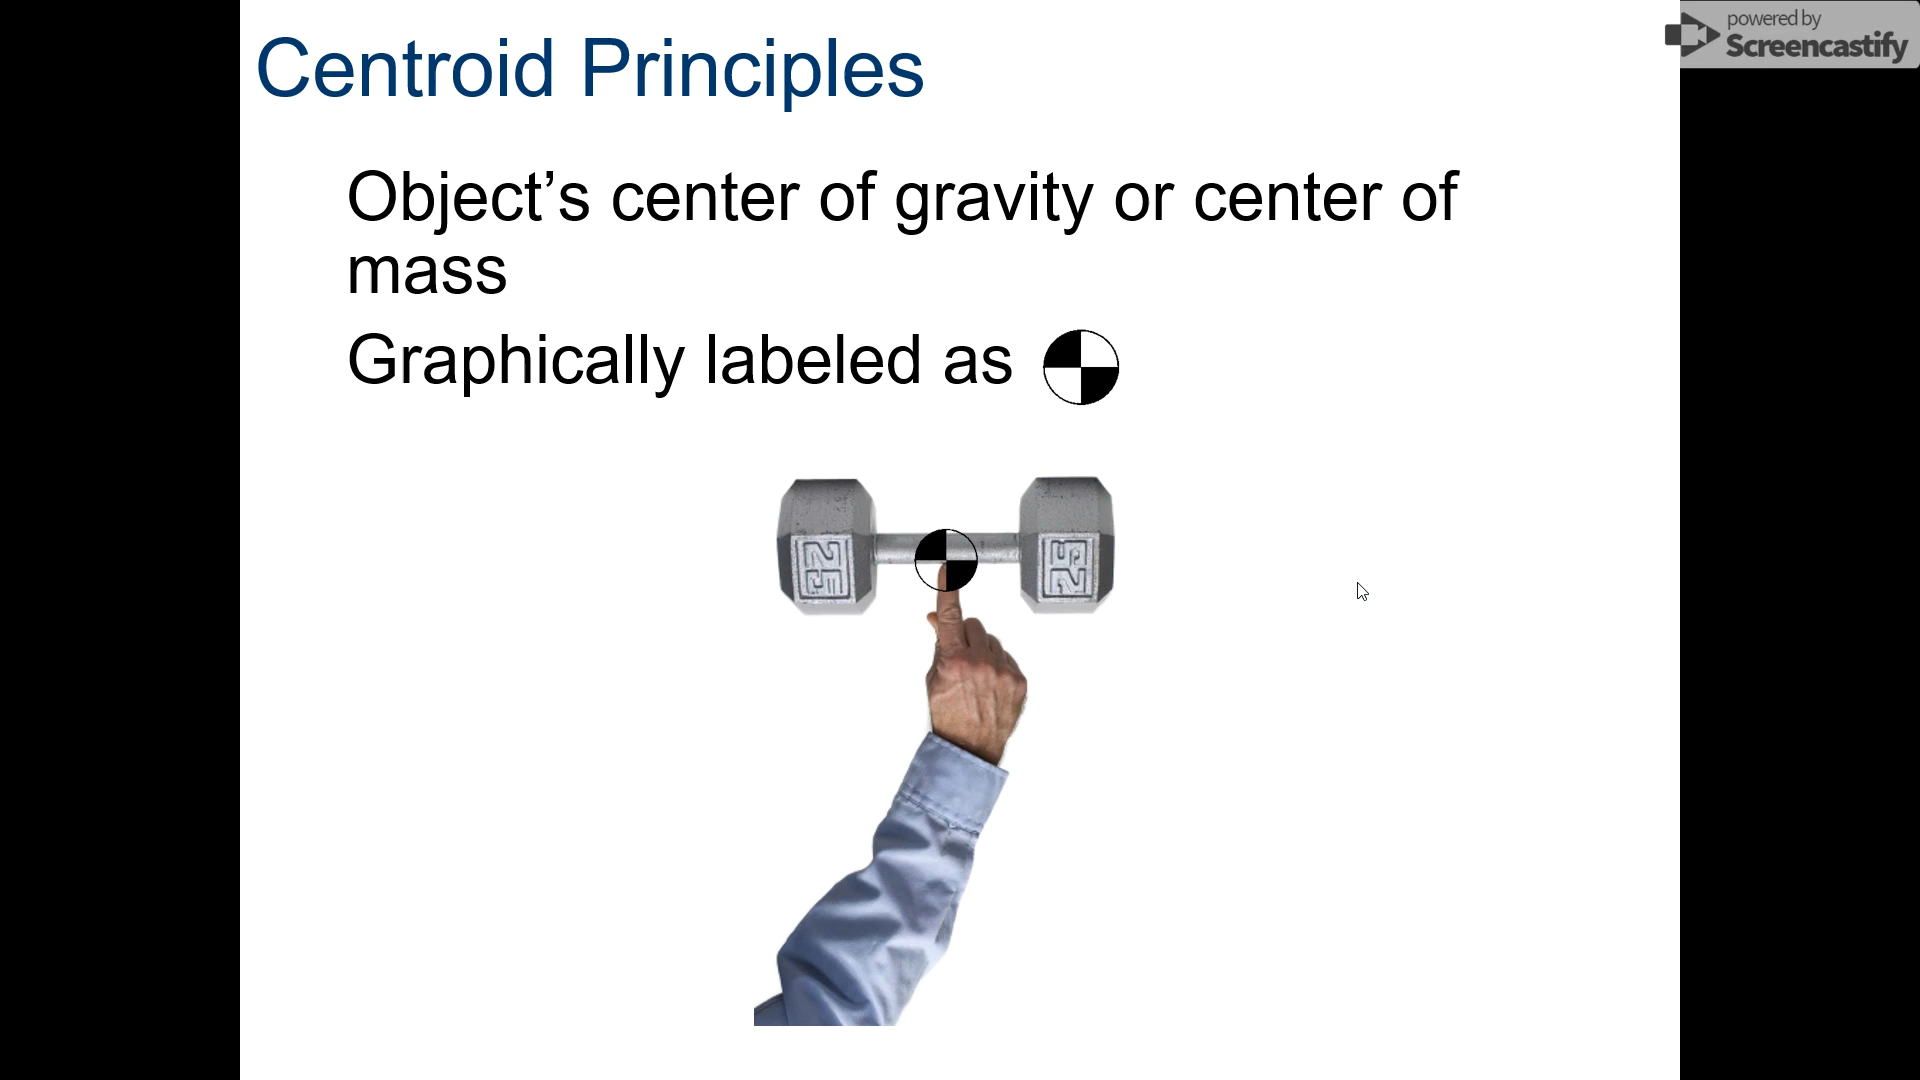 powered by
Screencastify
Centroid Principles
Object’s center of gravity or center of
mass
Graphically labeled as
25
25